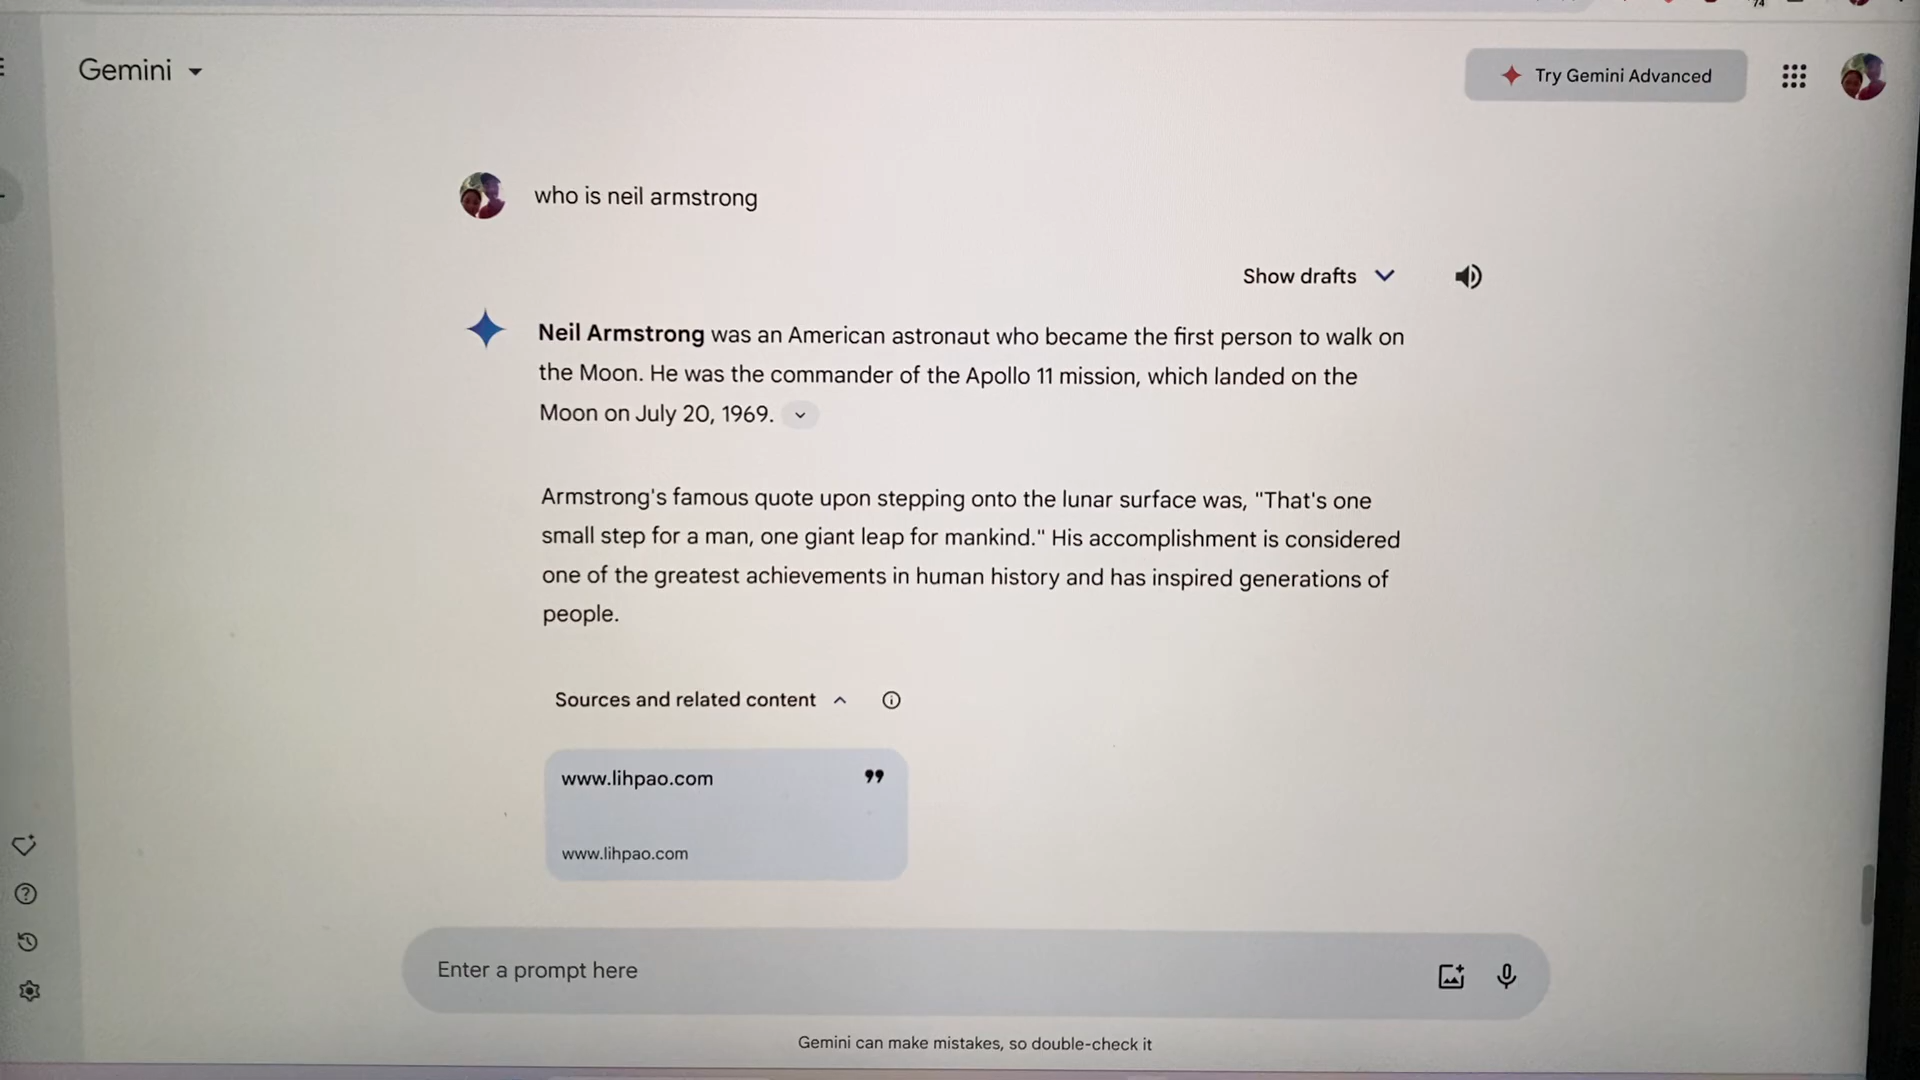 Gemini
Try Gemini Advanced
who is neil armstrong
Show drafts
Neil Armstrong was an American astronaut who became the first person to walk on
the Moon. He was the commander of the Apollo 11 mission, which landed on the
Moon on July 20, 1969.
Armstrong's famous quote upon stepping onto the lunar surface was, "That's one
small step for a man, one giant leap for mankind." His accomplishment is considered
one of the greatest achievements in human history and has inspired generations of
people.
Sources and related content
www.lihpao.com
www.lihpao.com
Enter a prompt here
Gemini can make mistakes, so double-check it